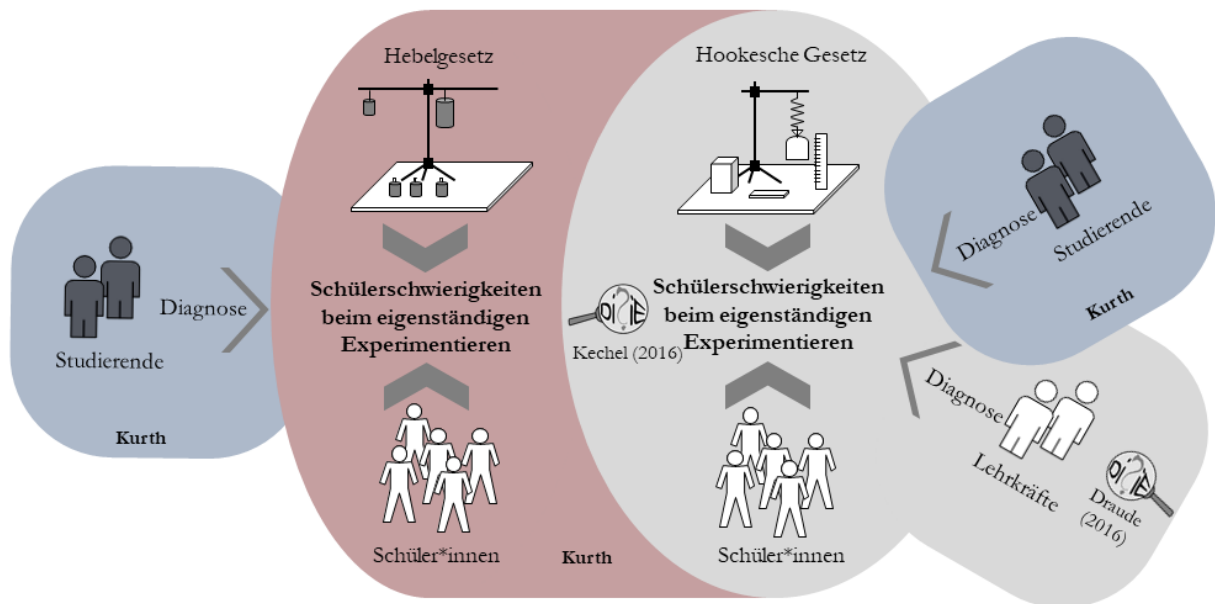 Hebelgesetz
Hookesche Gesetz
Diagnose
Studierende
Kurth
Schülerschwierigkeiten
beim eigenständigen
Experimentieren
Kechel (2016)
Schülerschwierigkeiten
beim eigenständigen
Experimentieren
Diagnose
Studierende
Kurth
Diagnose
Lehrkräfte
Draude
(2016)
Schüler*innen
Kurth
Schüler*innen